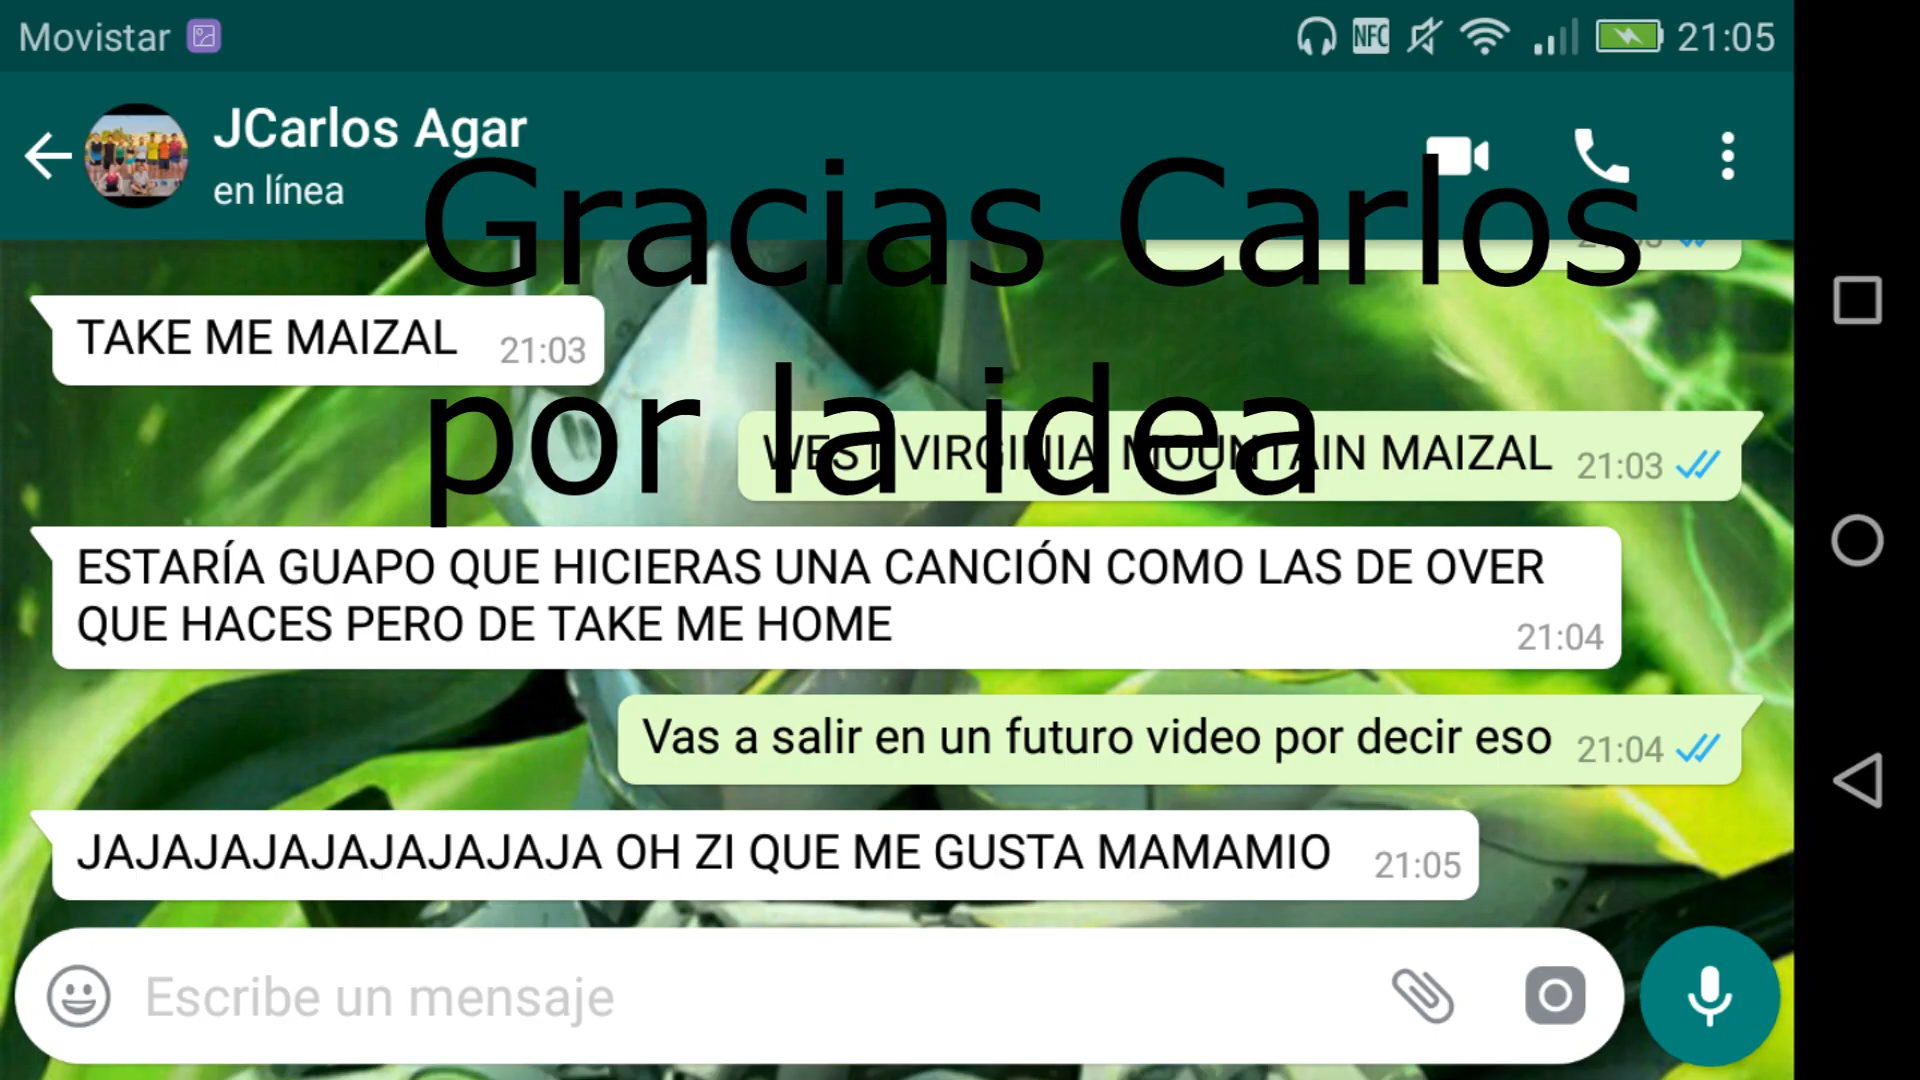 Movistar
NFC
21:05
JCarlos Agar
en línea
Gracias Carlos
por la idea
TAKE ME MAIZAL 21:03
WEST VIRGINIA, MOUNTAIN MAIZAL 21:03
ESTARÍA GUAPO QUE HICIERAS UNA CANCIÓN COMO LAS DE OVER
QUE HACES PERO DE TAKE ME HOME
21:04
Vas a salir en un futuro video por decir eso 21:04
JAJAJAJAJAJAJAJAJA OH ZI QUE ME GUSTA MAMAMIO 21:05
Escribe un mensaje